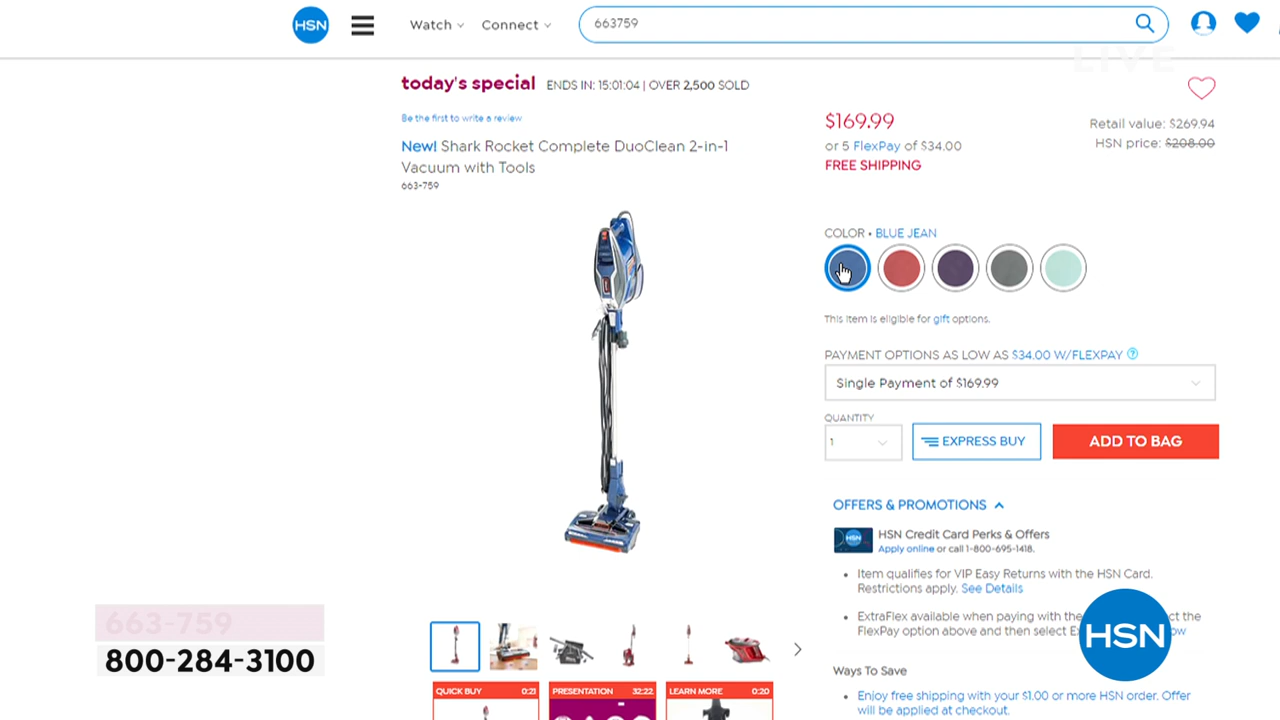 HSN
Watch
Connect
663759
LIVE
today's special ENDS IN: 15:01:04 | OVER 2,500 SOLD
Be the first to write a review
New! Shark Rocket Complete DuoClean 2-in-1
Vacuum with Tools
663-759
$169.99
or 5 FlexPay of $34.00
FREE SHIPPING
Retail value: $269.94
HSN price: $208.00
COLOR • BLUE JEAN
This item is eligible for gift options.
PAYMENT OPTIONS AS LOW AS $34.00 W/FLEXPAY ?
Single Payment of $169.99
QUANTITY
1
EXPRESS BUY
ADD TO BAG
OFFERS & PROMOTIONS
HSN
HSN Credit Card Perks & Offers
Apply online or call 1-800-695-1418.
• Item qualifies for VIP Easy Returns with the HSN Card.
Restrictions apply. See Details
• ExtraFlex available when paying with the ct the
FlexPay option above and then select ow
HSN
Ways To Save
• Enjoy free shipping with your $1.00 or more HSN order. Offer
will be applied at checkout.
663-759
800-284-3100
QUICK BUY 0:21
PRESENTATION 32:22
LEARN MORE 0:20